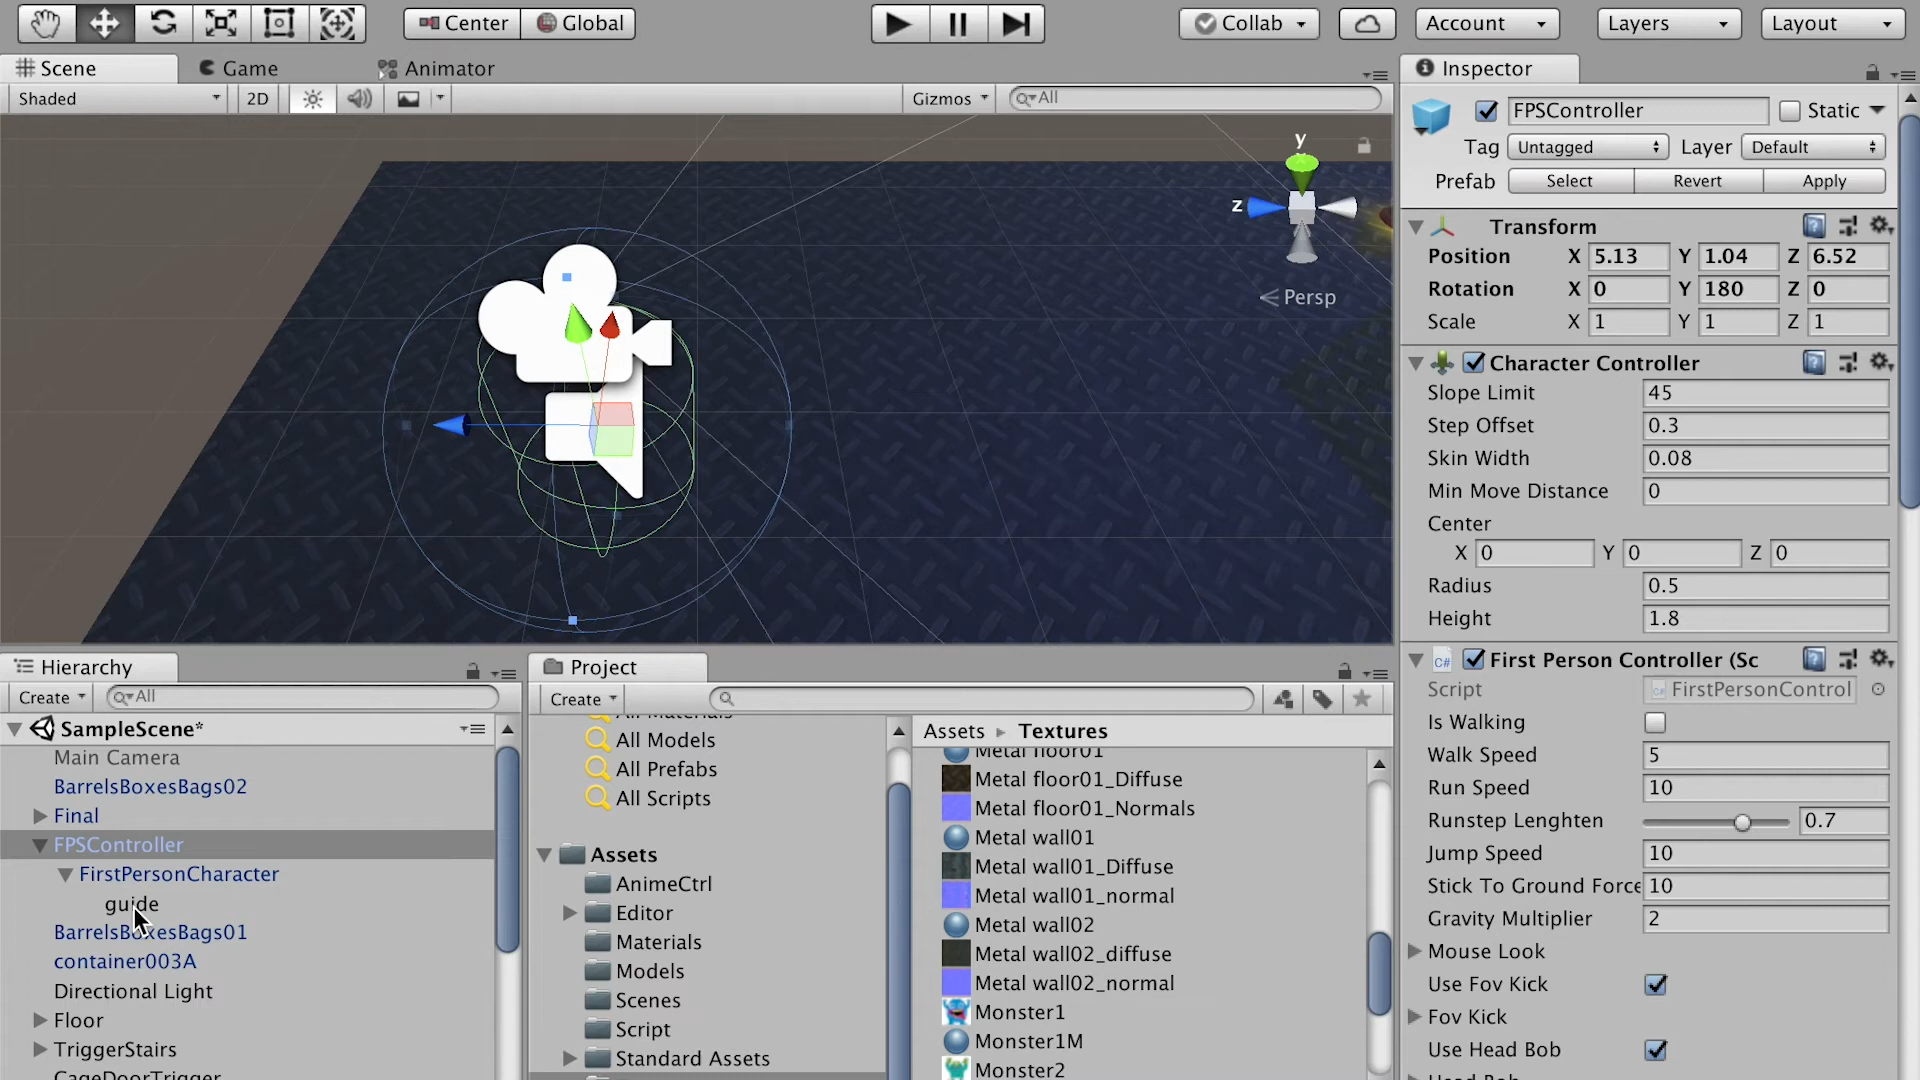 Center Global Collab Account Layers Layout
Scene Game Animator
Shaded 2D Gizmos All
y
z
Persp
Inspector
FPSController Static
Tag Untagged Layer Default
Prefab Select Revert Apply
Transform
Position X 5.13 Y 1.04 Z 6.52
Rotation X 0 Y 180 Z 0
Scale X 1 Y 1 Z 1
Character Controller
Slope Limit 45
Step Offset 0.3
Skin Width 0.08
Min Move Distance 0
Center
X 0 Y 0 Z 0
Radius 0.5
Height 1.8
C# First Person Controller (Sc
Script FirstPersonControl
Is Walking
Walk Speed 5
Run Speed 10
Runstep Lenghten 0.7
Jump Speed 10
Stick To Ground Force 10
Gravity Multiplier 2
Mouse Look
Use Fov Kick
Fov Kick
Use Head Bob
Head Bob
Hierarchy
Create All
SampleScene*
Main Camera
BarrelsBoxesBags02
Final
FPSController
FirstPersonCharacter
guide
BarrelsBoxesBags01
container003A
Directional Light
Floor
TriggerStairs
CageDoorTrigger
Project
Create
All Materials
All Models
All Prefabs
All Scripts
Assets
AnimeCtrl
Editor
Materials
Models
Scenes
Script
Standard Assets
Assets Textures
Metal floor01
Metal floor01_Diffuse
Metal floor01_Normals
Metal wall01
Metal wall01_Diffuse
Metal wall01_normal
Metal wall02
Metal wall02_diffuse
Metal wall02_normal
Monster1
Monster1M
Monster2